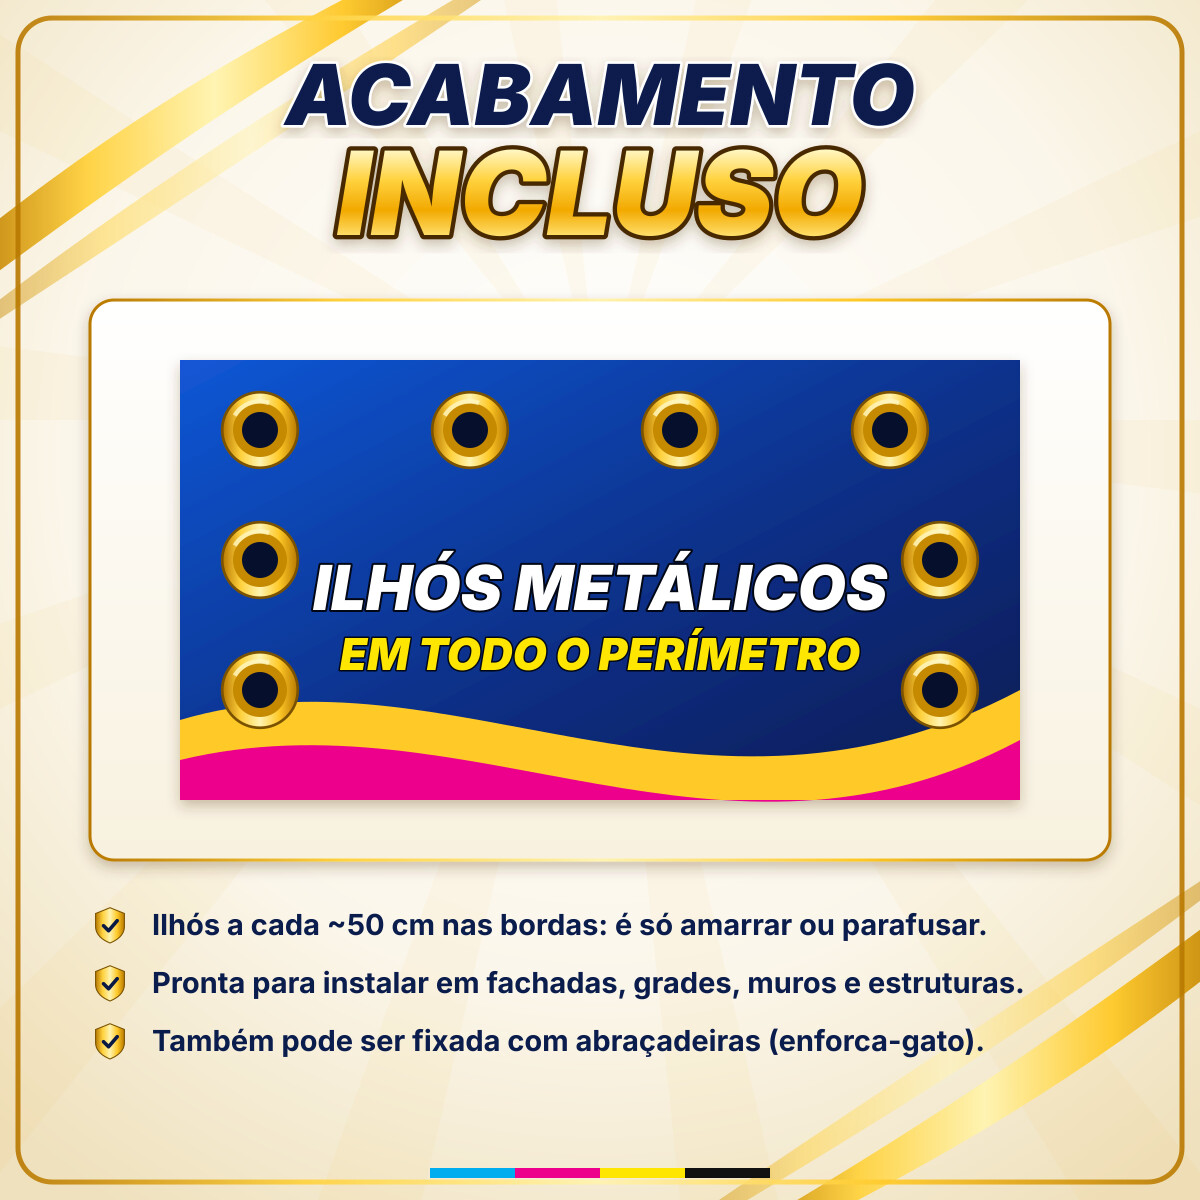 ACABAMENTO
INCLUSO
ILHÓS METÁLICOS
EM TODO O PERÍMETRO
Ilhós a cada ~50 cm nas bordas: é só amarrar ou parafusar.
Pronta para instalar em fachadas, grades, muros e estruturas.
Também pode ser fixada com abraçadeiras (enforca-gato).